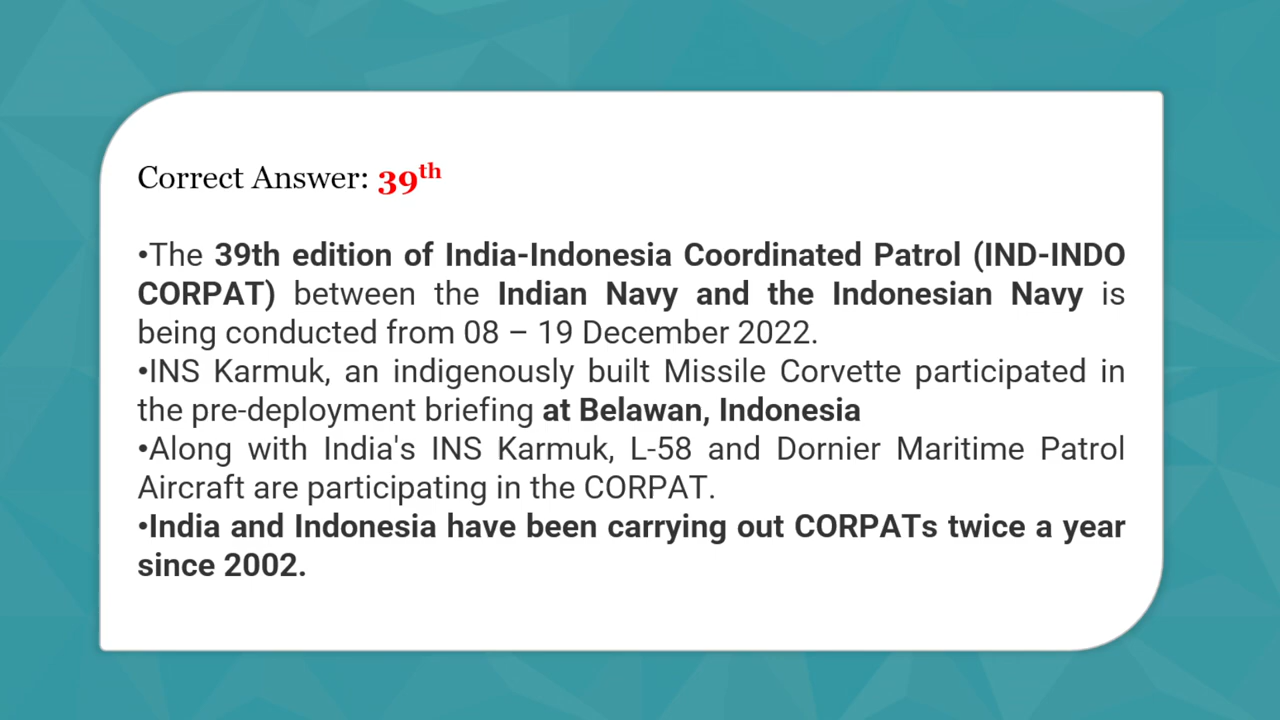 Correct Answer: 39th
•The 39th edition of India-Indonesia Coordinated Patrol (IND-INDO
CORPAT) between the Indian Navy and the Indonesian Navy is
being conducted from 08 – 19 December 2022.
•INS Karmuk, an indigenously built Missile Corvette participated in
the pre-deployment briefing at Belawan, Indonesia
•Along with India's INS Karmuk, L-58 and Dornier Maritime Patrol
Aircraft are participating in the CORPAT.
•India and Indonesia have been carrying out CORPATs twice a year
since 2002.